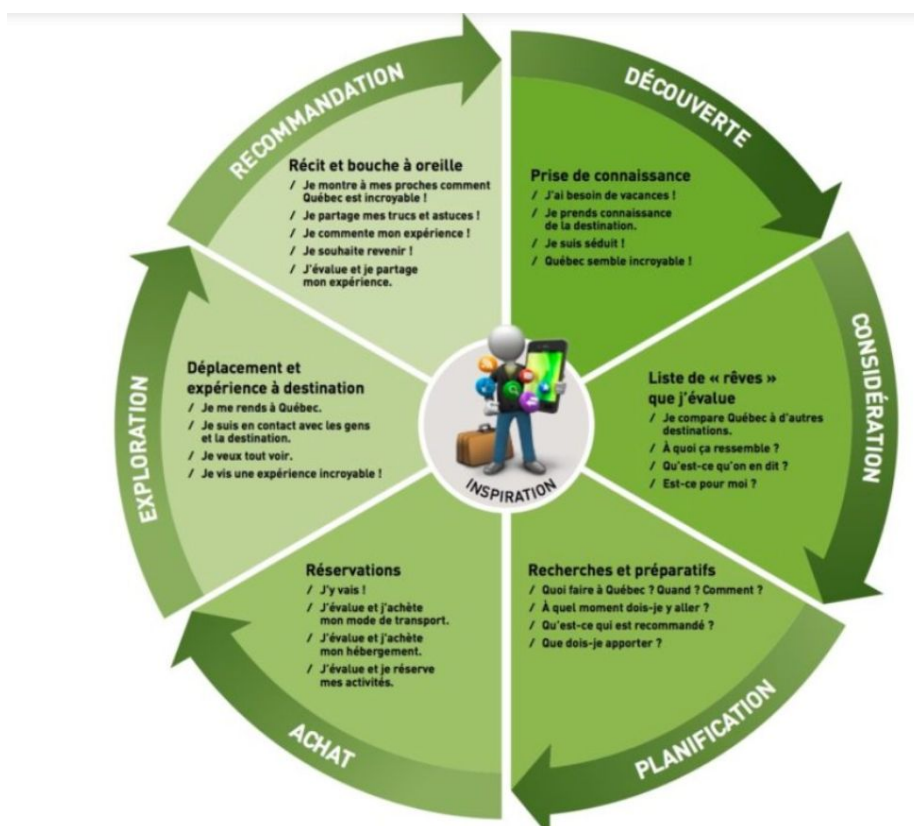 DÉCOUVERTE
Prise de connaissance
/ J'ai besoin de vacances !
/ Je prends connaissance
de la destination.
/ Je suis séduit !
/ Québec semble incroyable !
CONSIDÉRATION
Liste de « rêves »
que j'évalue
/ Je compare Québec à d'autres
destinations.
/ À quoi ça ressemble ?
/ Qu'est-ce qu'on en dit ?
/ Est-ce pour moi ?
PLANIFICATION
Recherches et préparatifs
/ Quoi faire à Québec ? Quand ? Comment ?
/ À quel moment dois-je y aller ?
/ Qu'est-ce qui est recommandé ?
/ Que dois-je apporter ?
ACHAT
Réservations
/ J'y vais !
/ J'évalue et j'achète
mon mode de transport.
/ J'évalue et j'achète
mon hébergement.
/ J'évalue et je réserve
mes activités.
EXPLORATION
Déplacement et
expérience à destination
/ Je me rends à Québec.
/ Je suis en contact avec les gens
et la destination.
/ Je veux tout voir.
/ Je vis une expérience incroyable !
RECOMMANDATION
Récit et bouche à oreille
/ Je montre à mes proches comment
Québec est incroyable !
/ Je partage mes trucs et astuces !
/ Je commente mon expérience !
/ Je souhaite revenir !
/ J'évalue et je partage
mon expérience.
INSPIRATION